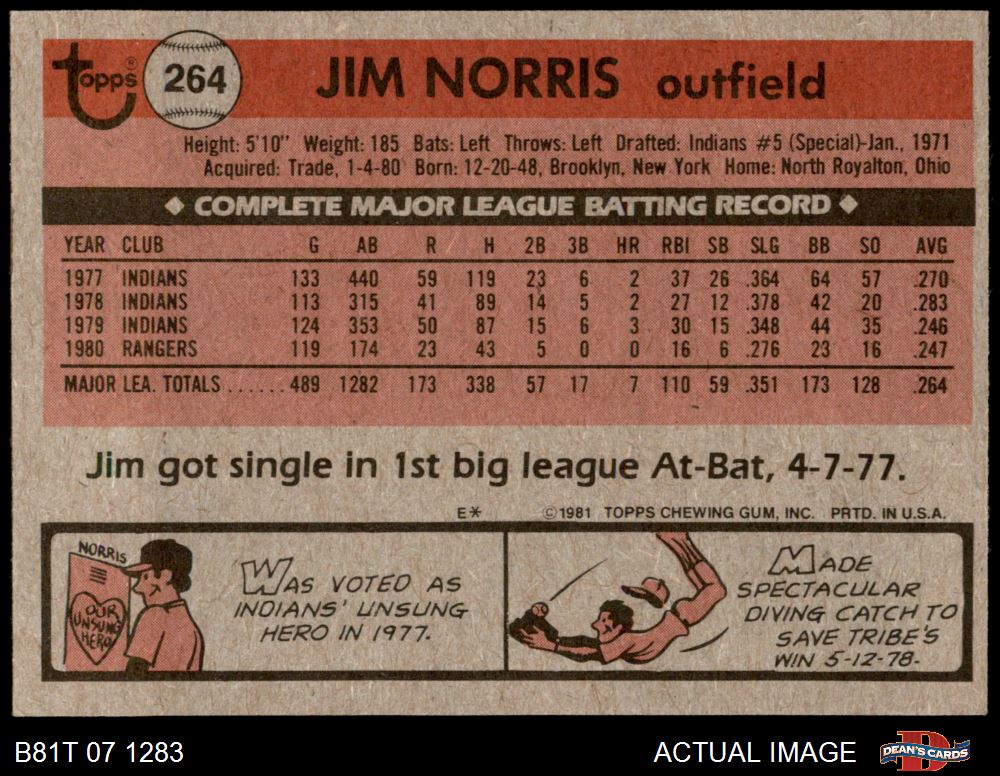 topps® 264 JIM NORRIS outfield
Height: 5'10" Weight: 185 Bats: Left Throws: Left Drafted: Indians #5 (Special)-Jan., 1971
Acquired: Trade, 1-4-80 Born: 12-20-48, Brooklyn, New York Home: North Royalton, Ohio
◆ COMPLETE MAJOR LEAGUE BATTING RECORD ◆
YEAR CLUB G AB R H 2B 3B HR RBI SB SLG BB SO AVG
1977 INDIANS 133 440 59 119 23 6 2 37 26 .364 64 57 .270
1978 INDIANS 113 315 41 89 14 5 2 27 12 .378 42 20 .283
1979 INDIANS 124 353 50 87 15 6 3 30 15 .348 44 35 .246
1980 RANGERS 119 174 23 43 5 0 0 16 6 .276 23 16 .247
MAJOR LEA. TOTALS ...... 489 1282 173 338 57 17 7 110 59 .351 173 128 .264
Jim got single in 1st big league At-Bat, 4-7-77.
E* © 1981 TOPPS CHEWING GUM, INC. PRTD. IN U.S.A.
NORRIS
OUR
UNSUNG
HERO
WAS VOTED AS
INDIANS' UNSUNG
HERO IN 1977.
MADE
SPECTACULAR
DIVING CATCH TO
SAVE TRIBE'S
WIN 5-12-78.
B81T 07 1283 ACTUAL IMAGE DEAN'S CARDS